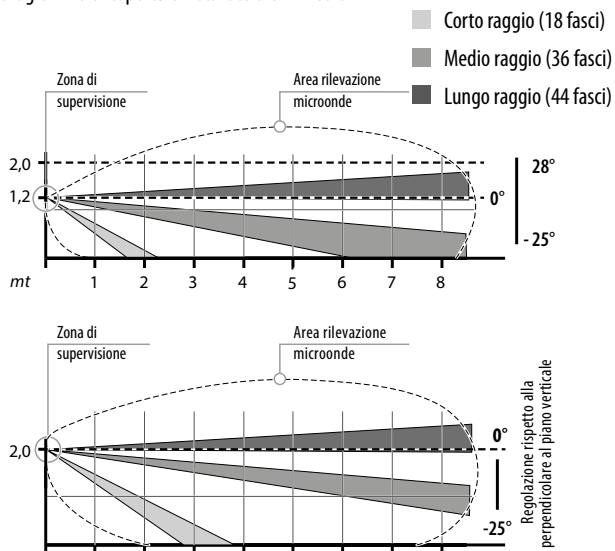 Corto raggio (18 fasci)
Medio raggio (36 fasci)
Lungo raggio (44 fasci)
Zona di
supervisione
Area rilevazione
microonde
2,0
1,2
28°
0°
- 25°
mt 1 2 3 4 5 6 7 8
Zona di
supervisione
Area rilevazione
microonde
2,0
0°
-25°
Regolazione rispetto alla
perpendicolare al piano verticale